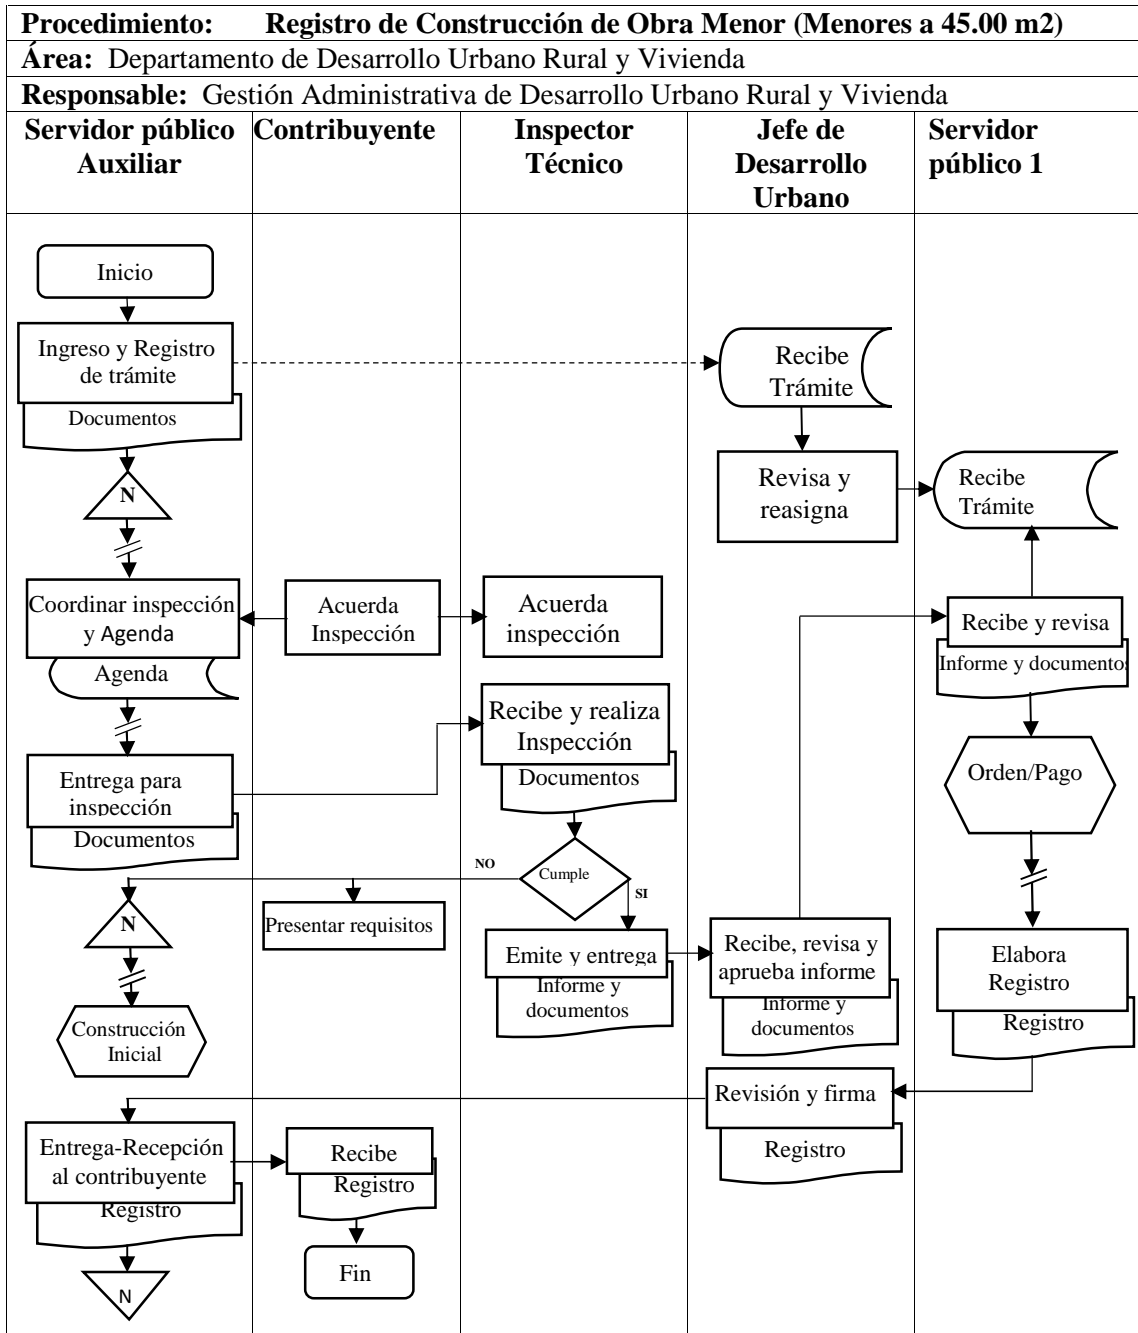 Procedimiento: Registro de Construcción de Obra Menor (Menores a 45.00 m2)
Área: Departamento de Desarrollo Urbano Rural y Vivienda
Responsable: Gestión Administrativa de Desarrollo Urbano Rural y Vivienda
Servidor público
Auxiliar
Contribuyente
Inspector
Técnico
Jefe de
Desarrollo
Urbano
Servidor
público 1
Inicio
Ingreso y Registro
de trámite
Documentos
N
Recibe
Trámite
Revisa y
reasigna
Recibe
Trámite
Coordinar inspección
y Agenda
Agenda
Acuerda
Inspección
Acuerda
inspección
Recibe y revisa
Informe y documentos
Recibe y realiza
Inspección
Documentos
Entrega para
inspección
Documentos
Orden/Pago
Cumple
NO
SI
N
Presentar requisitos
Emite y entrega
Informe y
documentos
Recibe, revisa y
aprueba informe
Informe y
documentos
Elabora
Registro
Registro
Construcción
Inicial
Revisión y firma
Registro
Entrega-Recepción
al contribuyente
Registro
Recibe
Registro
Fin
N